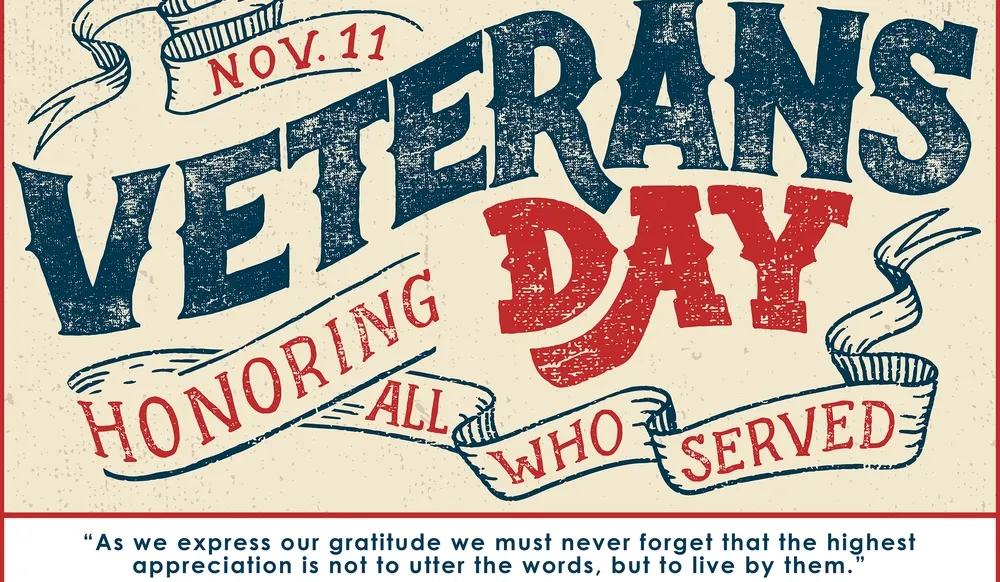 NOV. 11
VETERANS
DAY
HONORING
ALL
WHO
SERVED
“As we express our gratitude we must never forget that the highest
appreciation is not to utter the words, but to live by them.”